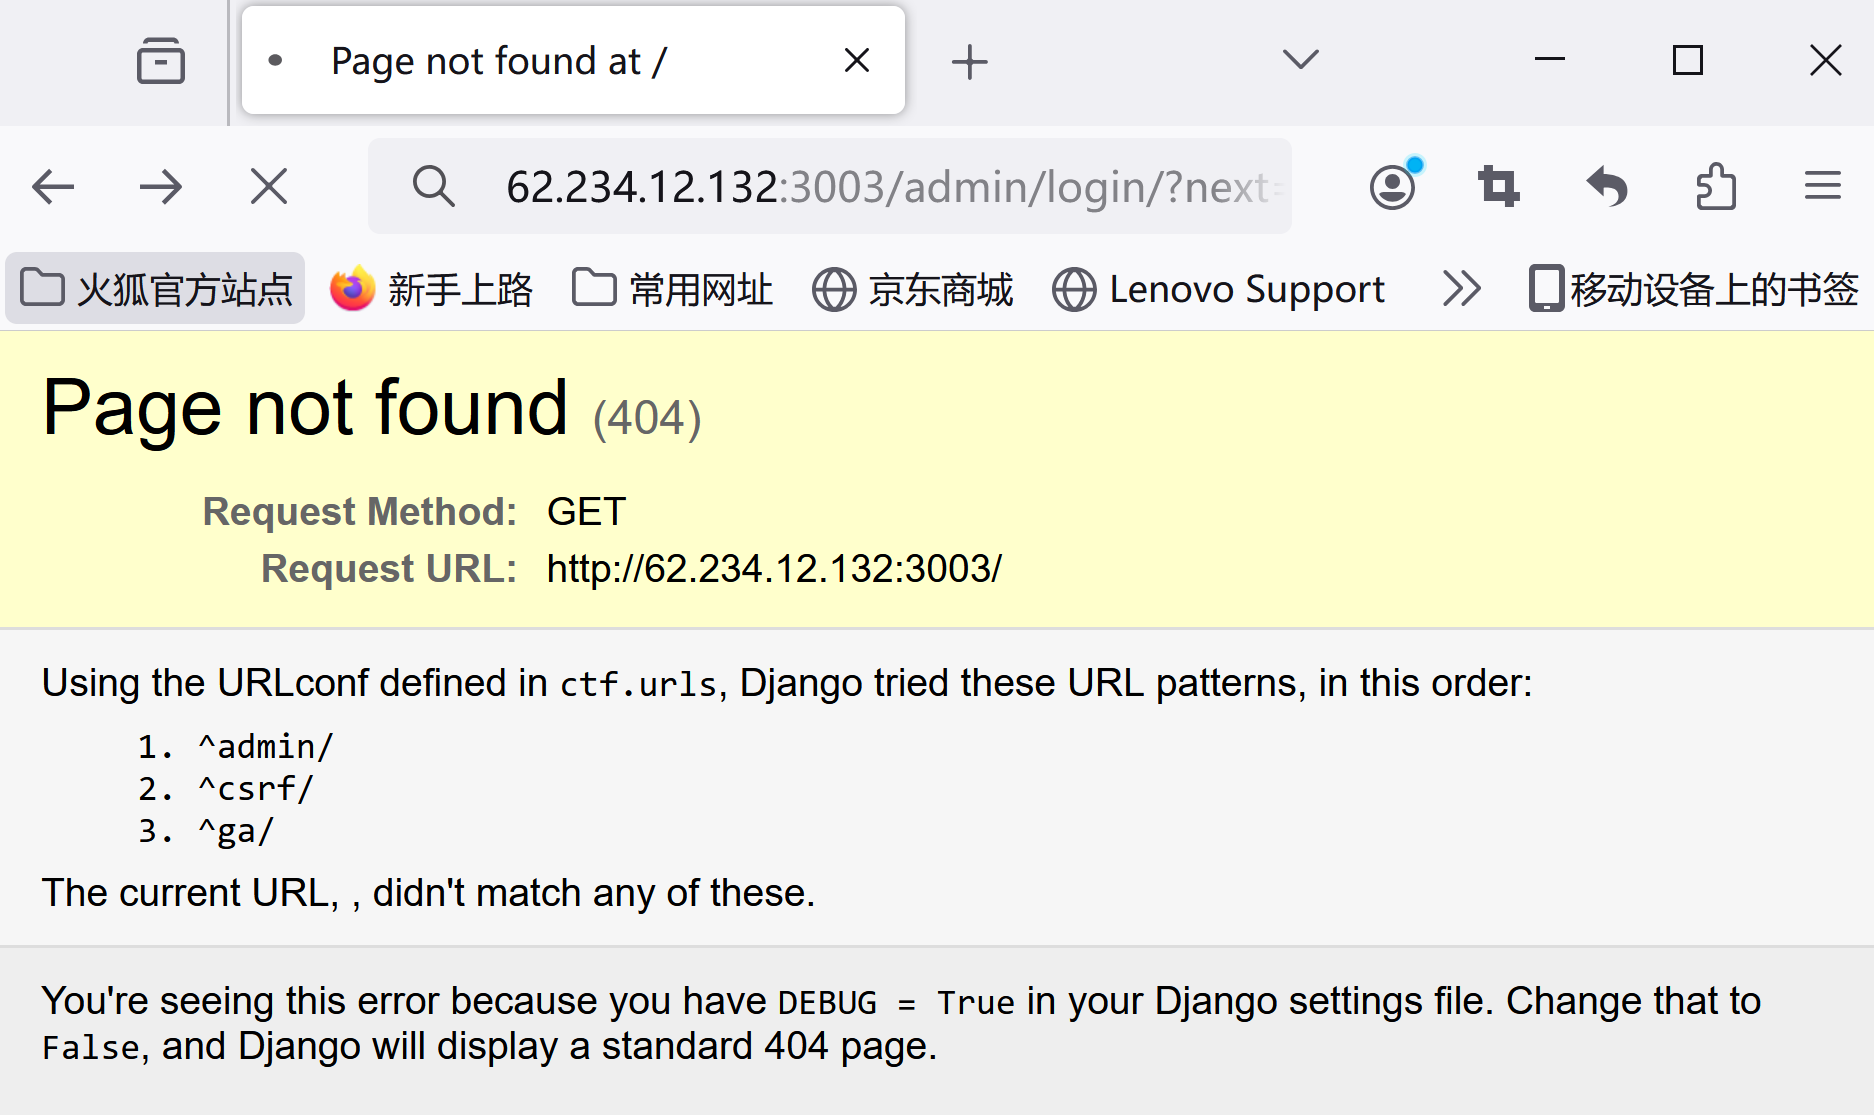 Page not found at /
62.234.12.132:3003/admin/login/?next=
火狐官方站点 新手上路 常用网址 京东商城 Lenovo Support 移动设备上的书签
Page not found (404)
Request Method: GET
Request URL: http://62.234.12.132:3003/
Using the URLconf defined in ctf.urls, Django tried these URL patterns, in this order:
1. ^admin/
2. ^csrf/
3. ^ga/
The current URL, , didn't match any of these.
You're seeing this error because you have DEBUG = True in your Django settings file. Change that to
False, and Django will display a standard 404 page.